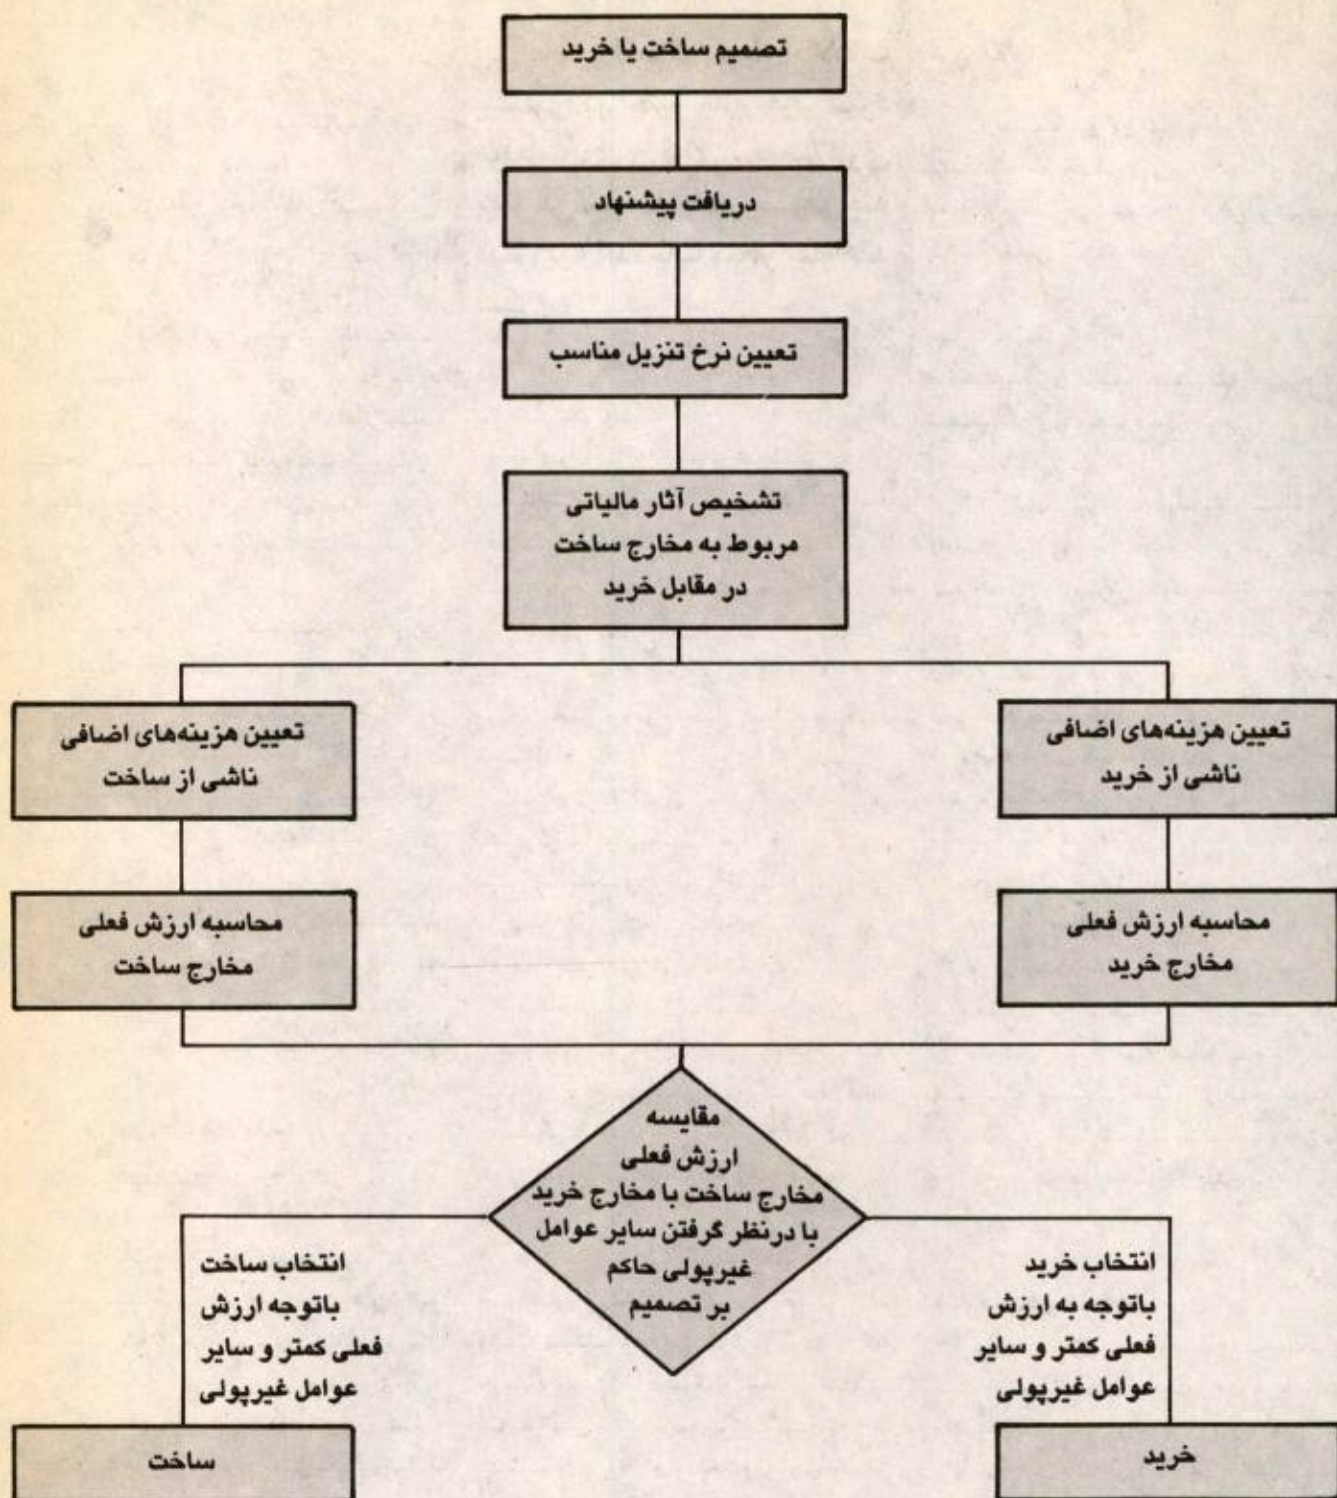 تصمیم ساخت یا خرید
دریافت پیشنهاد
تعیین نرخ تنزیل مناسب
تشخیص آثار مالیاتی
مربوط به مخارج ساخت
در مقابل خرید
تعیین هزینه‌های اضافی
ناشی از خرید
تعیین هزینه‌های اضافی
ناشی از ساخت
محاسبه ارزش فعلی
مخارج خرید
محاسبه ارزش فعلی
مخارج ساخت
مقایسه
ارزش فعلی
مخارج ساخت با مخارج خرید
با درنظر گرفتن سایر عوامل
غیرپولی حاکم
بر تصمیم
انتخاب خرید
باتوجه به ارزش
فعلی کمتر و سایر
عوامل غیرپولی
انتخاب ساخت
باتوجه ارزش
فعلی کمتر و سایر
عوامل غیرپولی
خرید
ساخت